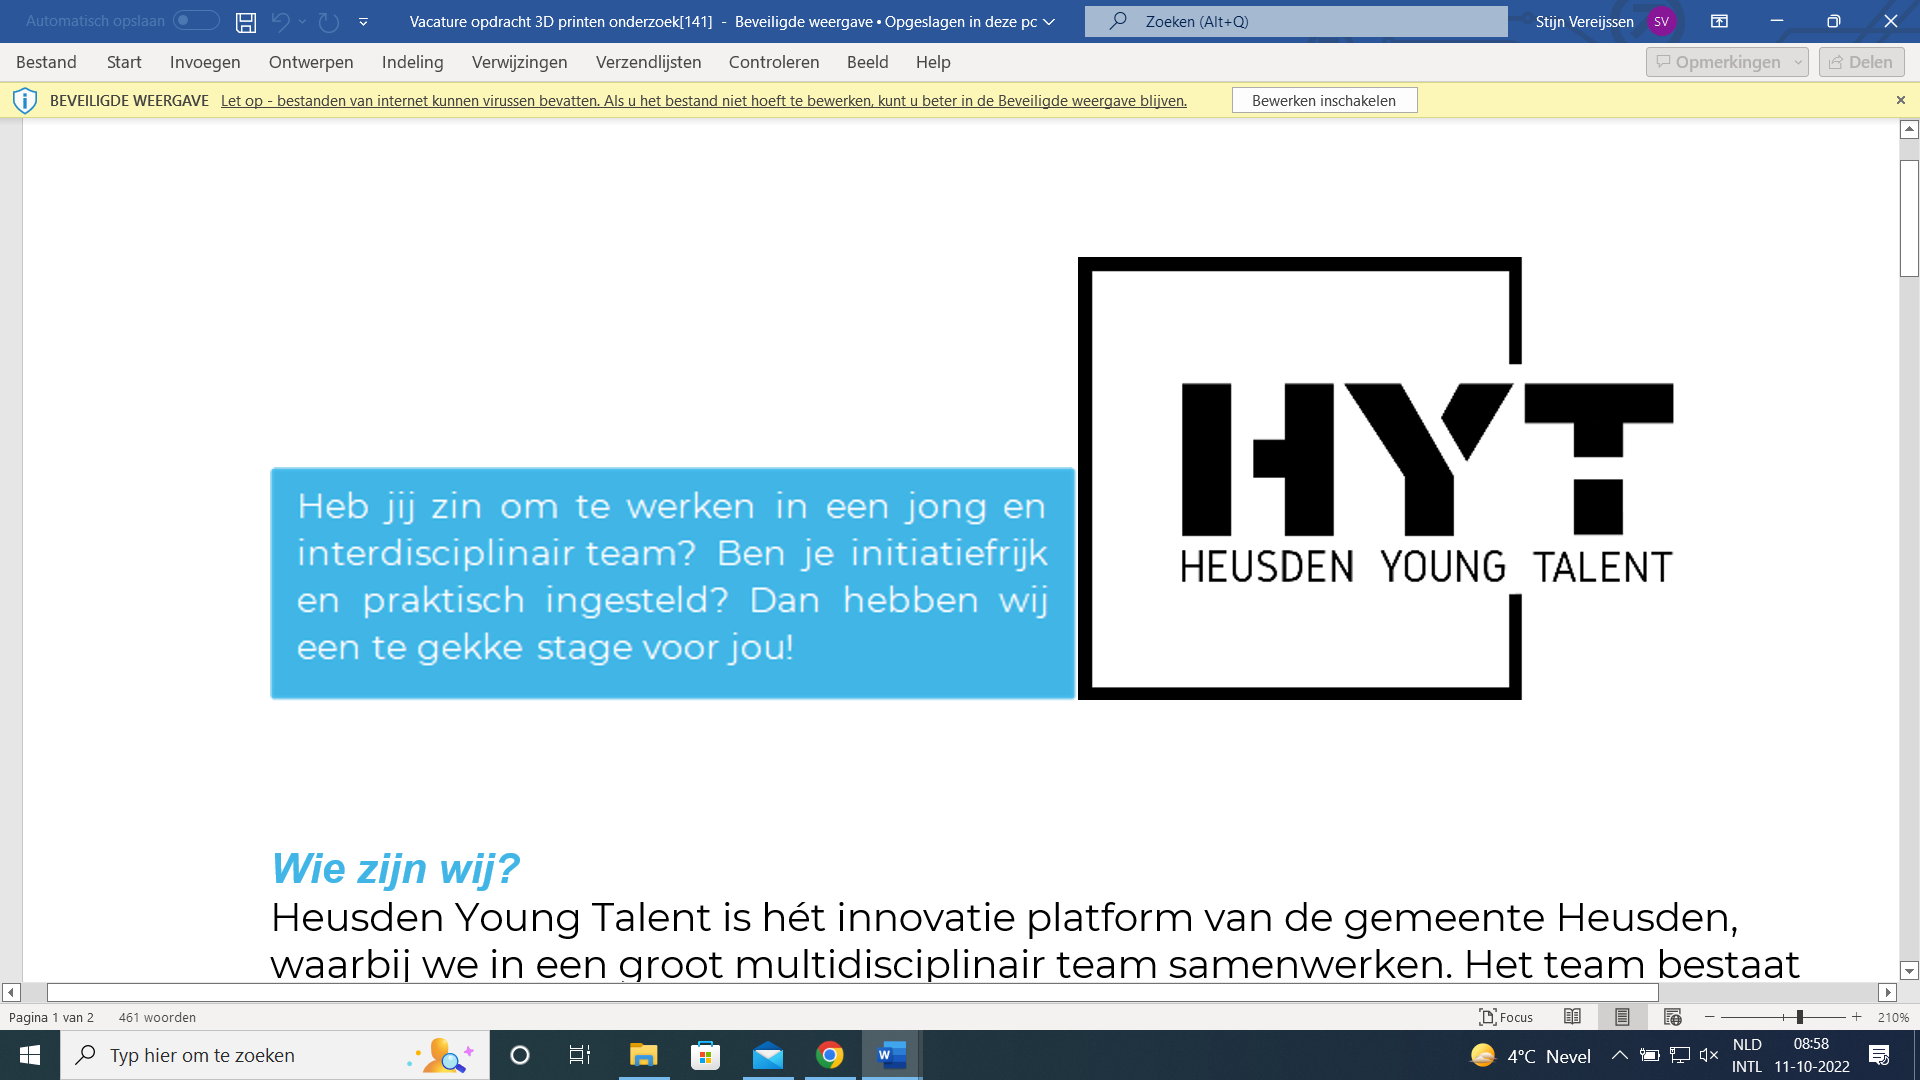 Automatisch opslaan
Vacature opdracht 3D printen onderzoek[141] - Beveiligde weergave • Opgeslagen in deze pc
Zoeken (Alt+Q)
Stijn Vereijssen SV
Bestand Start Invoegen Ontwerpen Indeling Verwijzingen Verzendlijsten Controleren Beeld Help
Opmerkingen Delen
BEVEILIGDE WEERGAVE Let op - bestanden van internet kunnen virussen bevatten. Als u het bestand niet hoeft te bewerken, kunt u beter in de Beveiligde weergave blijven. Bewerken inschakelen
HYT
HEUSDEN YOUNG TALENT
Heb jij zin om te werken in een jong en
interdisciplinair team? Ben je initiatiefrijk
en praktisch ingesteld? Dan hebben wij
een te gekke stage voor jou!
Wie zijn wij?
Heusden Young Talent is hét innovatie platform van de gemeente Heusden,
waarbij we in een groot multidisciplinair team samenwerken. Het team bestaat
Pagina 1 van 2 461 woorden
Focus
210%
Typ hier om te zoeken
4°C Nevel
NLD
INTL
08:58
11-10-2022